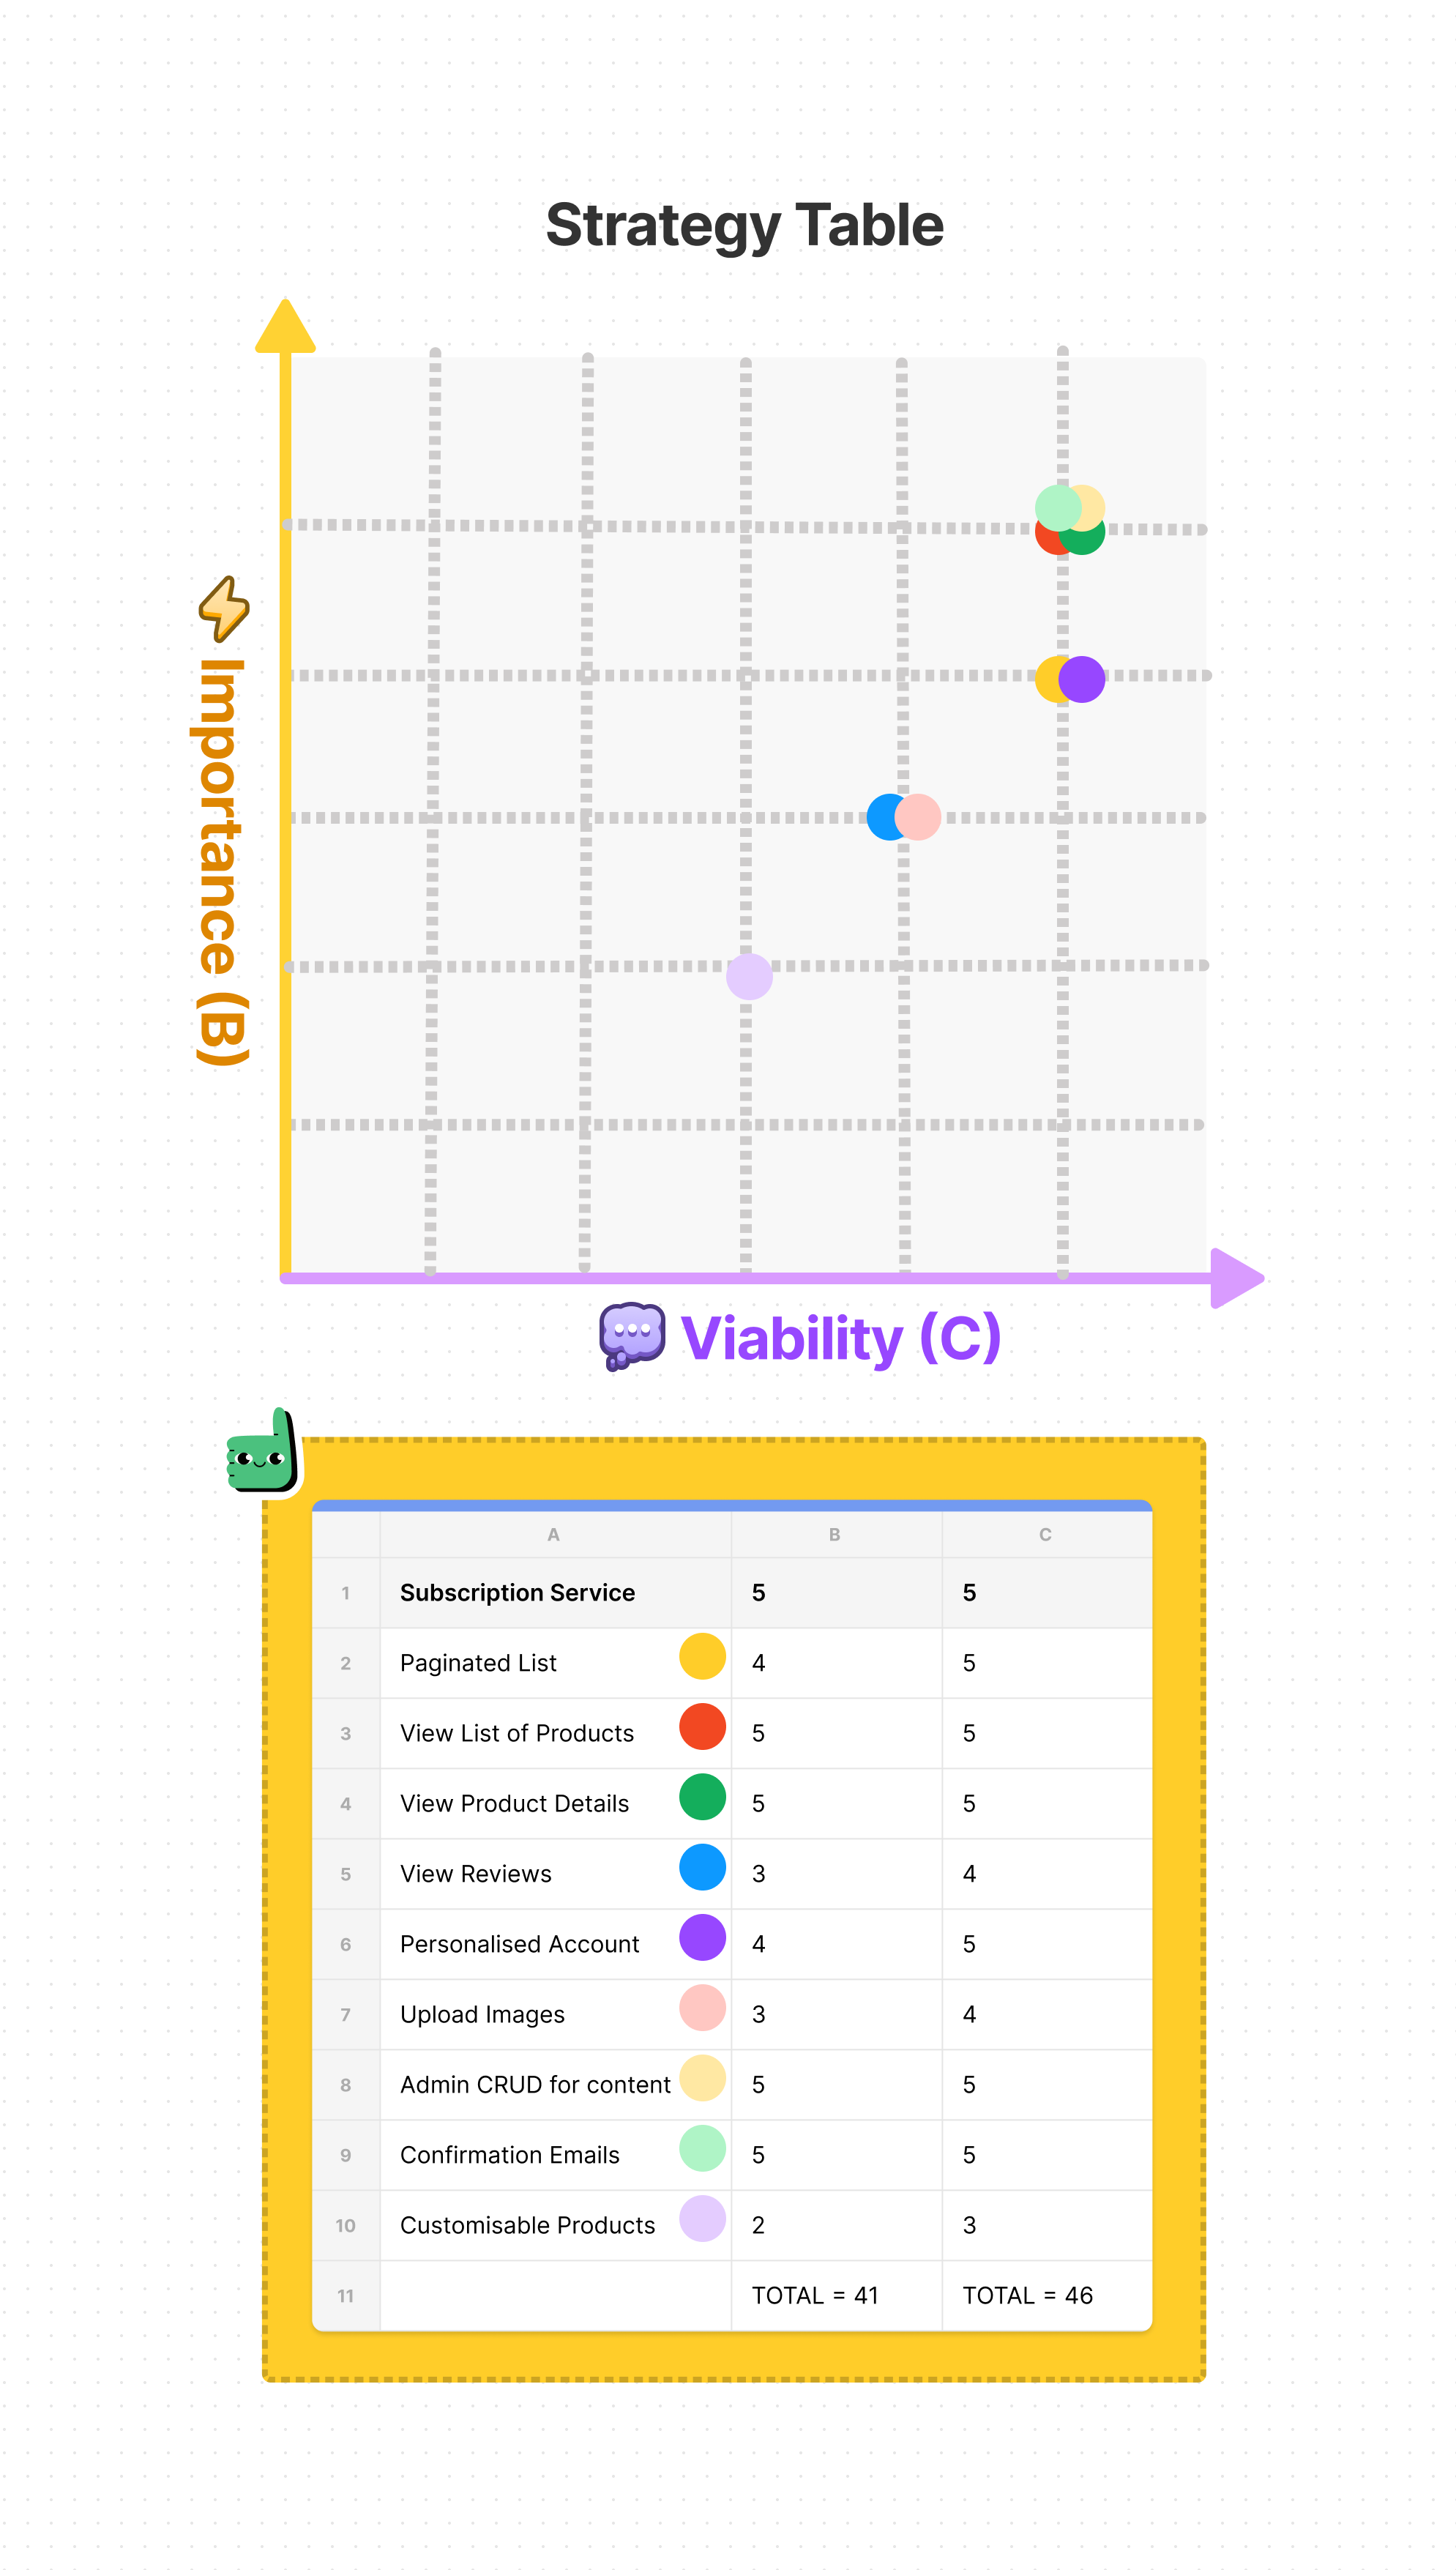 Strategy Table
Importance (B)
Viability (C)
A B C
1 Subscription Service 5 5
2 Paginated List 4 5
3 View List of Products 5 5
4 View Product Details 5 5
5 View Reviews 3 4
6 Personalised Account 4 5
7 Upload Images 3 4
8 Admin CRUD for content 5 5
9 Confirmation Emails 5 5
10 Customisable Products 2 3
11 TOTAL = 41 TOTAL = 46